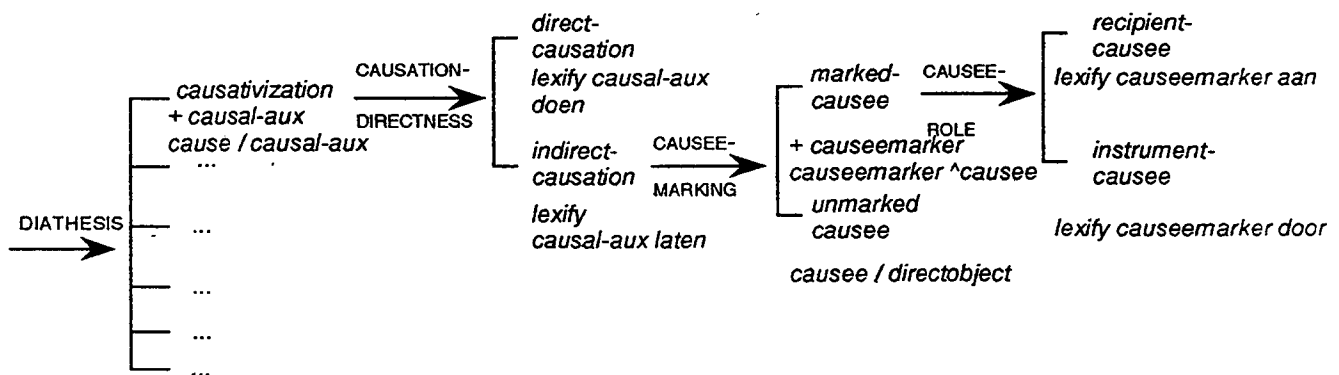 DIATHESIS
causativization
+ causal-aux
cause / causal-aux
...
...
...
...
...
CAUSATION-
DIRECTNESS
direct-
causation
lexify causal-aux
doen
indirect-
causation
lexify
causal-aux laten
CAUSEE-
MARKING
marked-
causee
+ causeemarker
causeemarker ^causee
unmarked
causee
causee / directobject
CAUSEE-
ROLE
recipient-
causee
lexify causeemarker aan
instrument-
causee
lexify causeemarker door